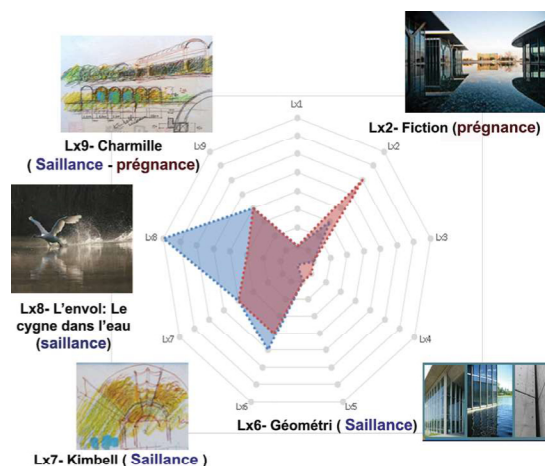 Lx1
Lx2- Fiction (prégnance)
Lx9- Charmille
( Saillance - prégnance)
Lx9
Lx2
Lx8
Lx3
Lx8- L'envol: Le
cygne dans l'eau
(saillance)
Lx7
Lx4
Lx6
Lx5
Lx6- Géométri ( Saillance)
Lx7- Kimbell ( Saillance )